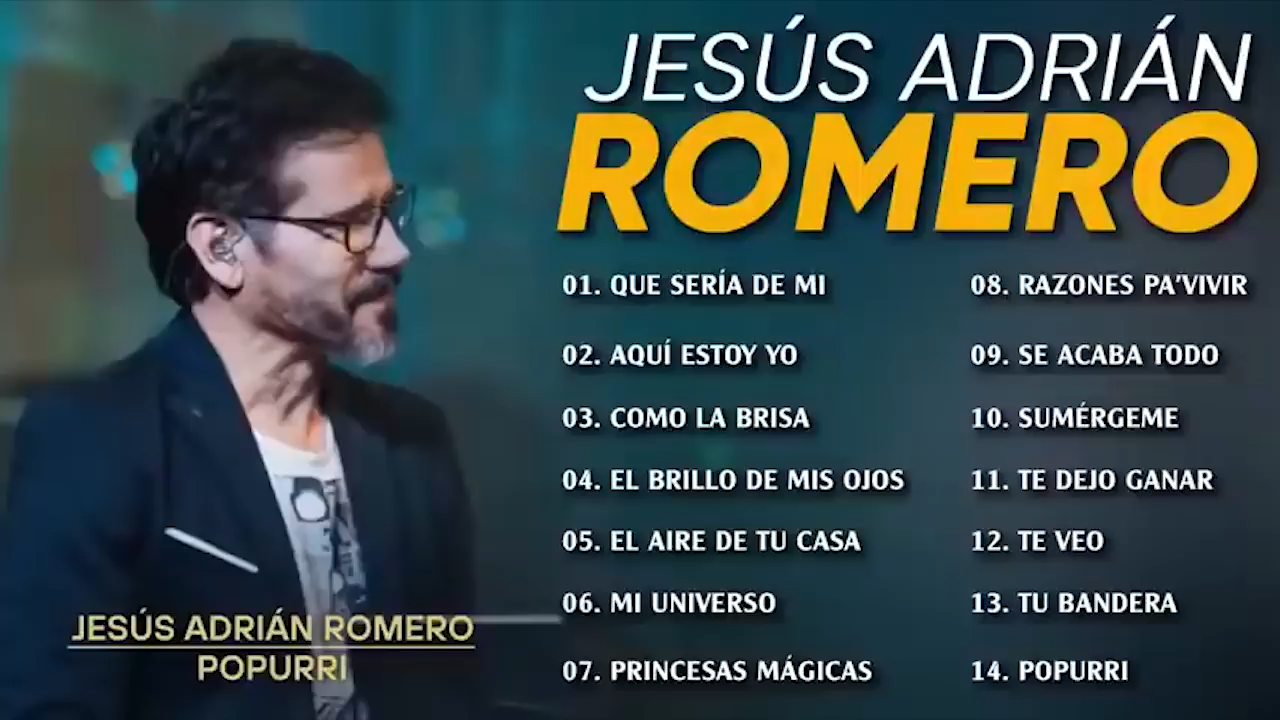 JESÚS ADRIÁN
ROMERO
01. QUE SERÍA DE MI
02. AQUÍ ESTOY YO
03. COMO LA BRISA
04. EL BRILLO DE MIS OJOS
05. EL AIRE DE TU CASA
06. MI UNIVERSO
07. PRINCESAS MÁGICAS
08. RAZONES PA'VIVIR
09. SE ACABA TODO
10. SUMÉRGEME
11. TE DEJO GANAR
12. TE VEO
13. TU BANDERA
14. POPURRI
JESÚS ADRIÁN ROMERO
POPURRI